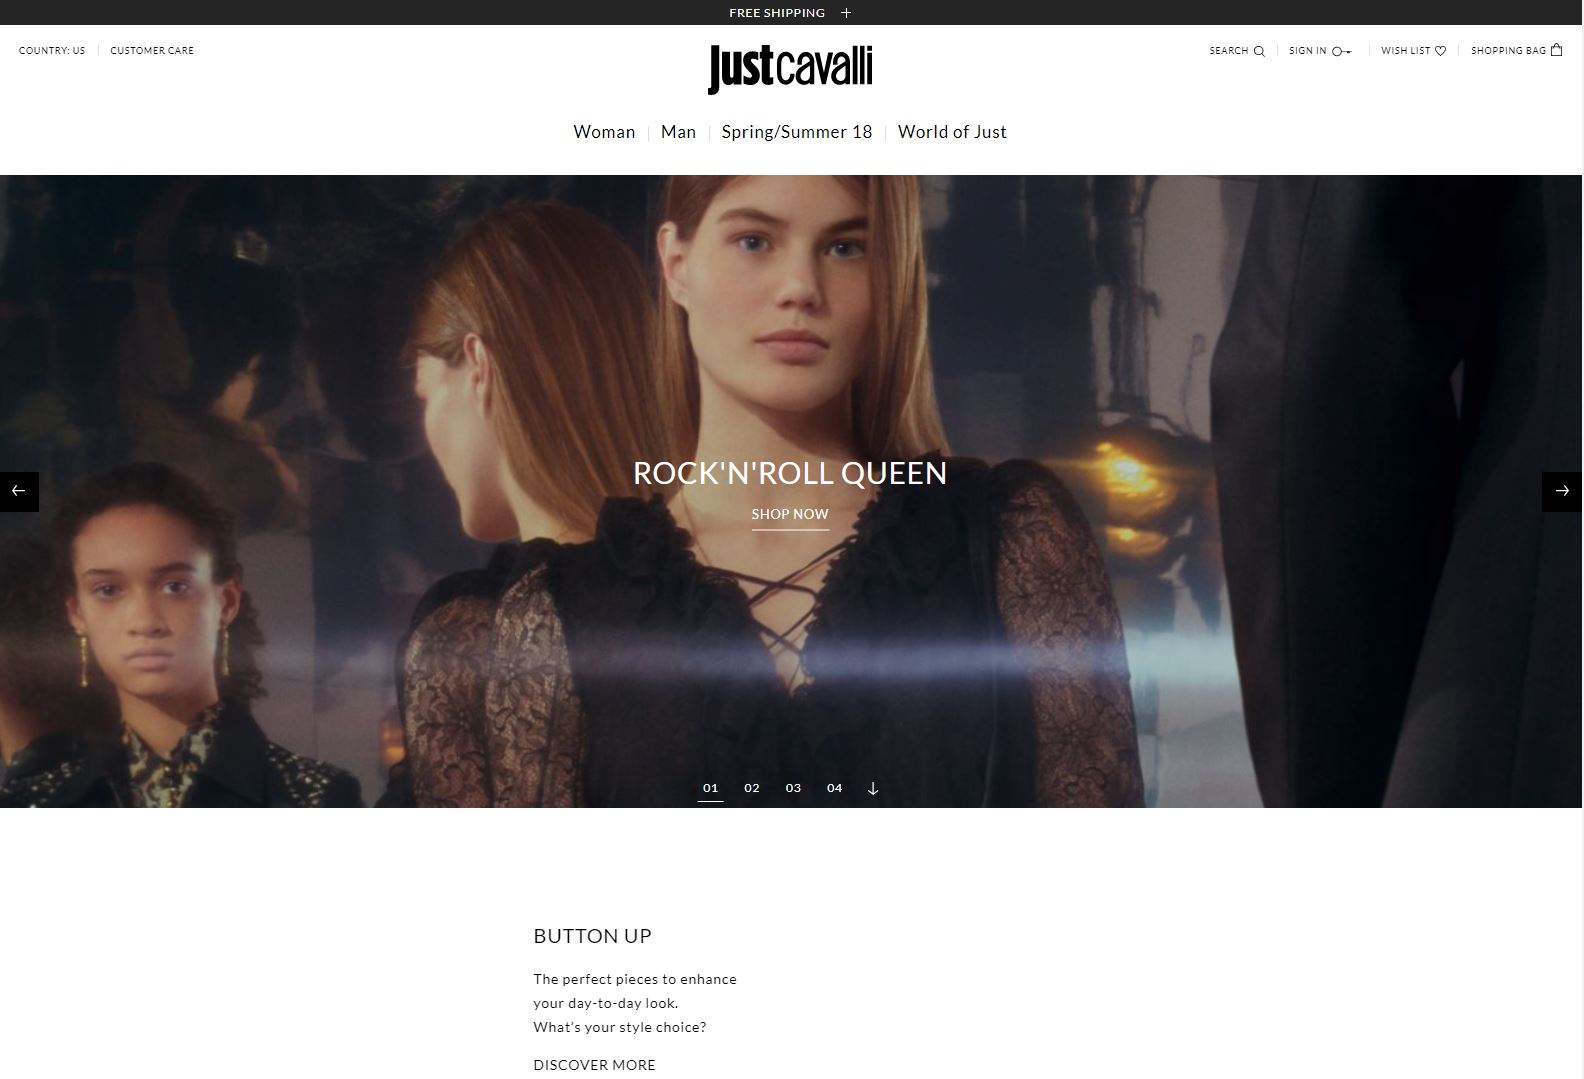 FREE SHIPPING
COUNTRY: US
CUSTOMER CARE
Justcavalli
SEARCH
SIGN IN
WISH LIST
SHOPPING BAG
Woman
Man
Spring/Summer 18
World of Just
ROCK'N'ROLL QUEEN
SHOP NOW
01 02 03 04
BUTTON UP
The perfect pieces to enhance
your day-to-day look.
What’s your style choice?
DISCOVER MORE